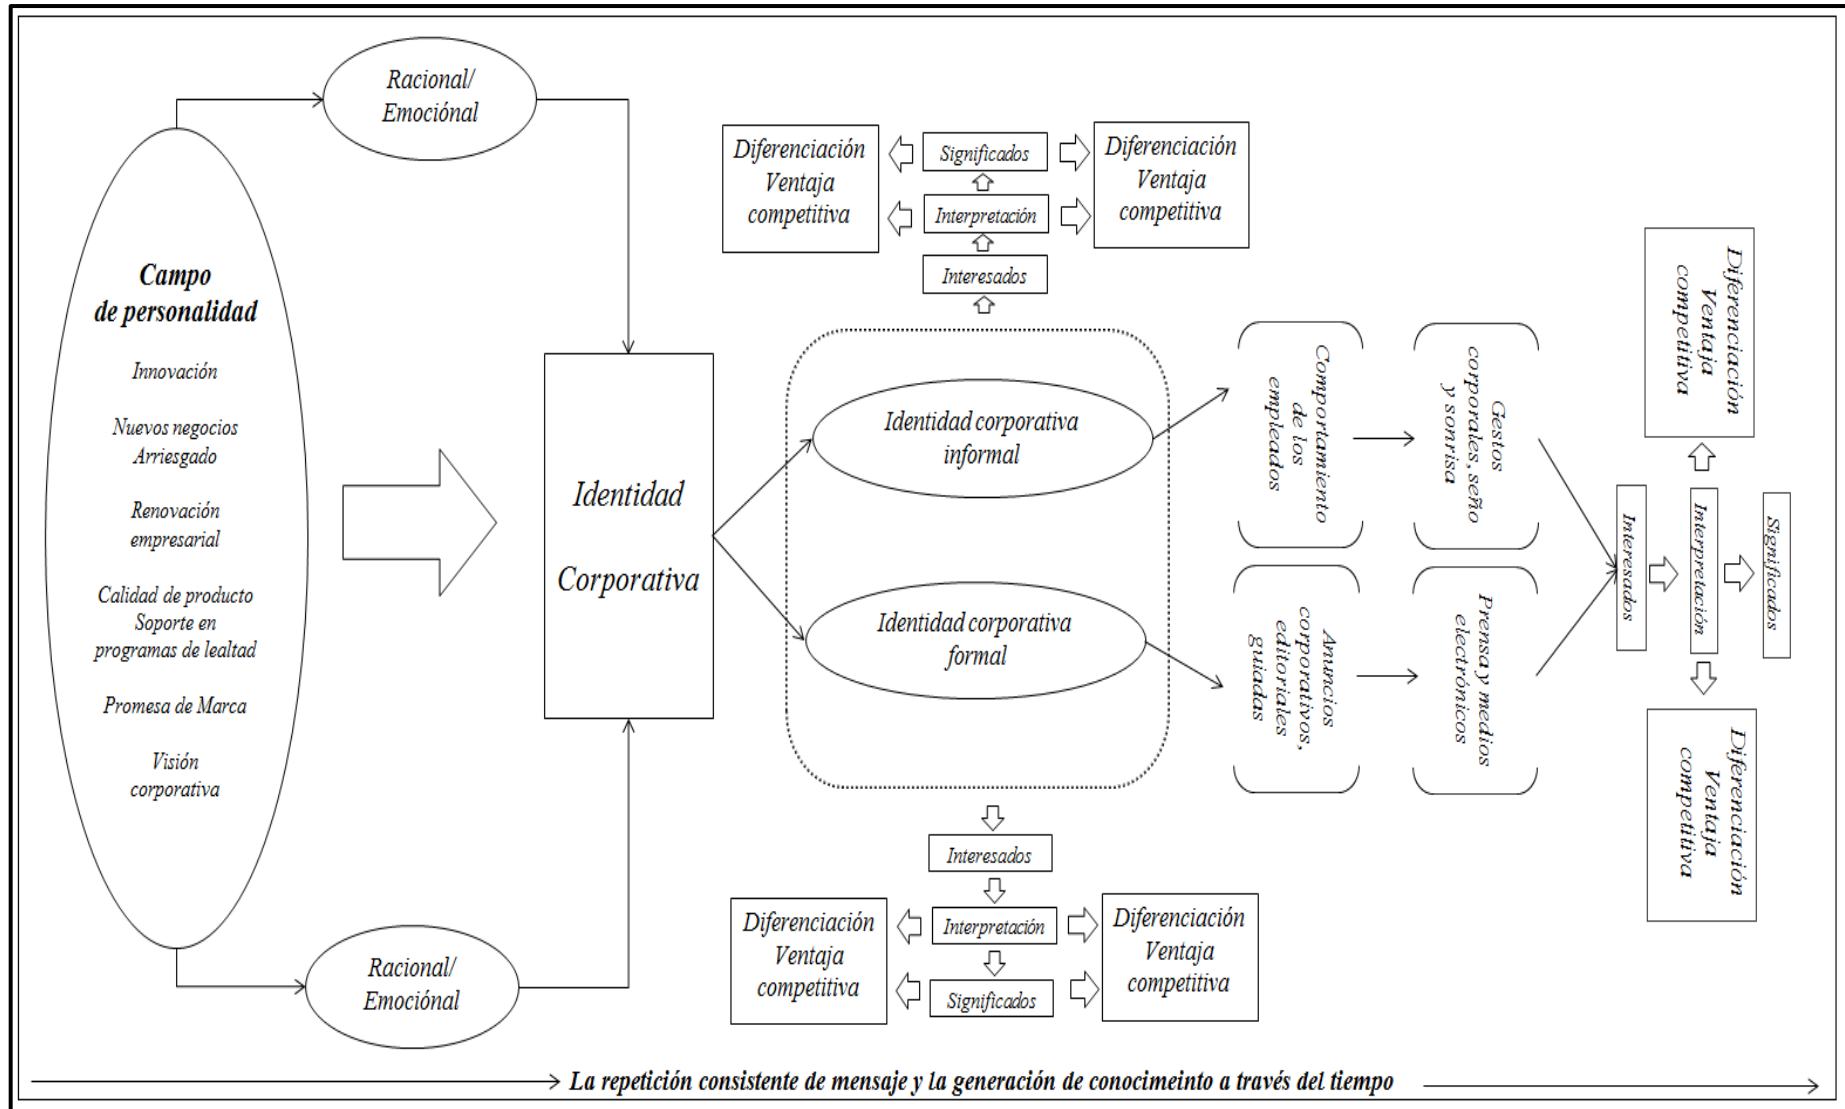 Racional/
Emociónal
Campo
de personalidad
Innovación
Nuevos negocios
Arriesgado
Renovación
empresarial
Calidad de producto
Soporte en
programas de lealtad
Promesa de Marca
Visión
corporativa
Racional/
Emociónal
Identidad
Corporativa
Diferenciación
Ventaja
competitiva
Significados
Interpretación
Interesados
Diferenciación
Ventaja
competitiva
Identidad corporativa
informal
Identidad corporativa
formal
Interesados
Interpretación
Significados
Diferenciación
Ventaja
competitiva
Diferenciación
Ventaja
competitiva
Comportamiento
de los
empleados
Gestos
corporales, seño
y sonrisa
Anuncios
corporativos,
editoriales
guiadas
Prensa y medios
electrónicos
Interesados
Interpretación
Significados
Diferenciación
Ventaja
competitiva
Diferenciación
Ventaja
competitiva
La repetición consistente de mensaje y la generación de conocimeinto a través del tiempo